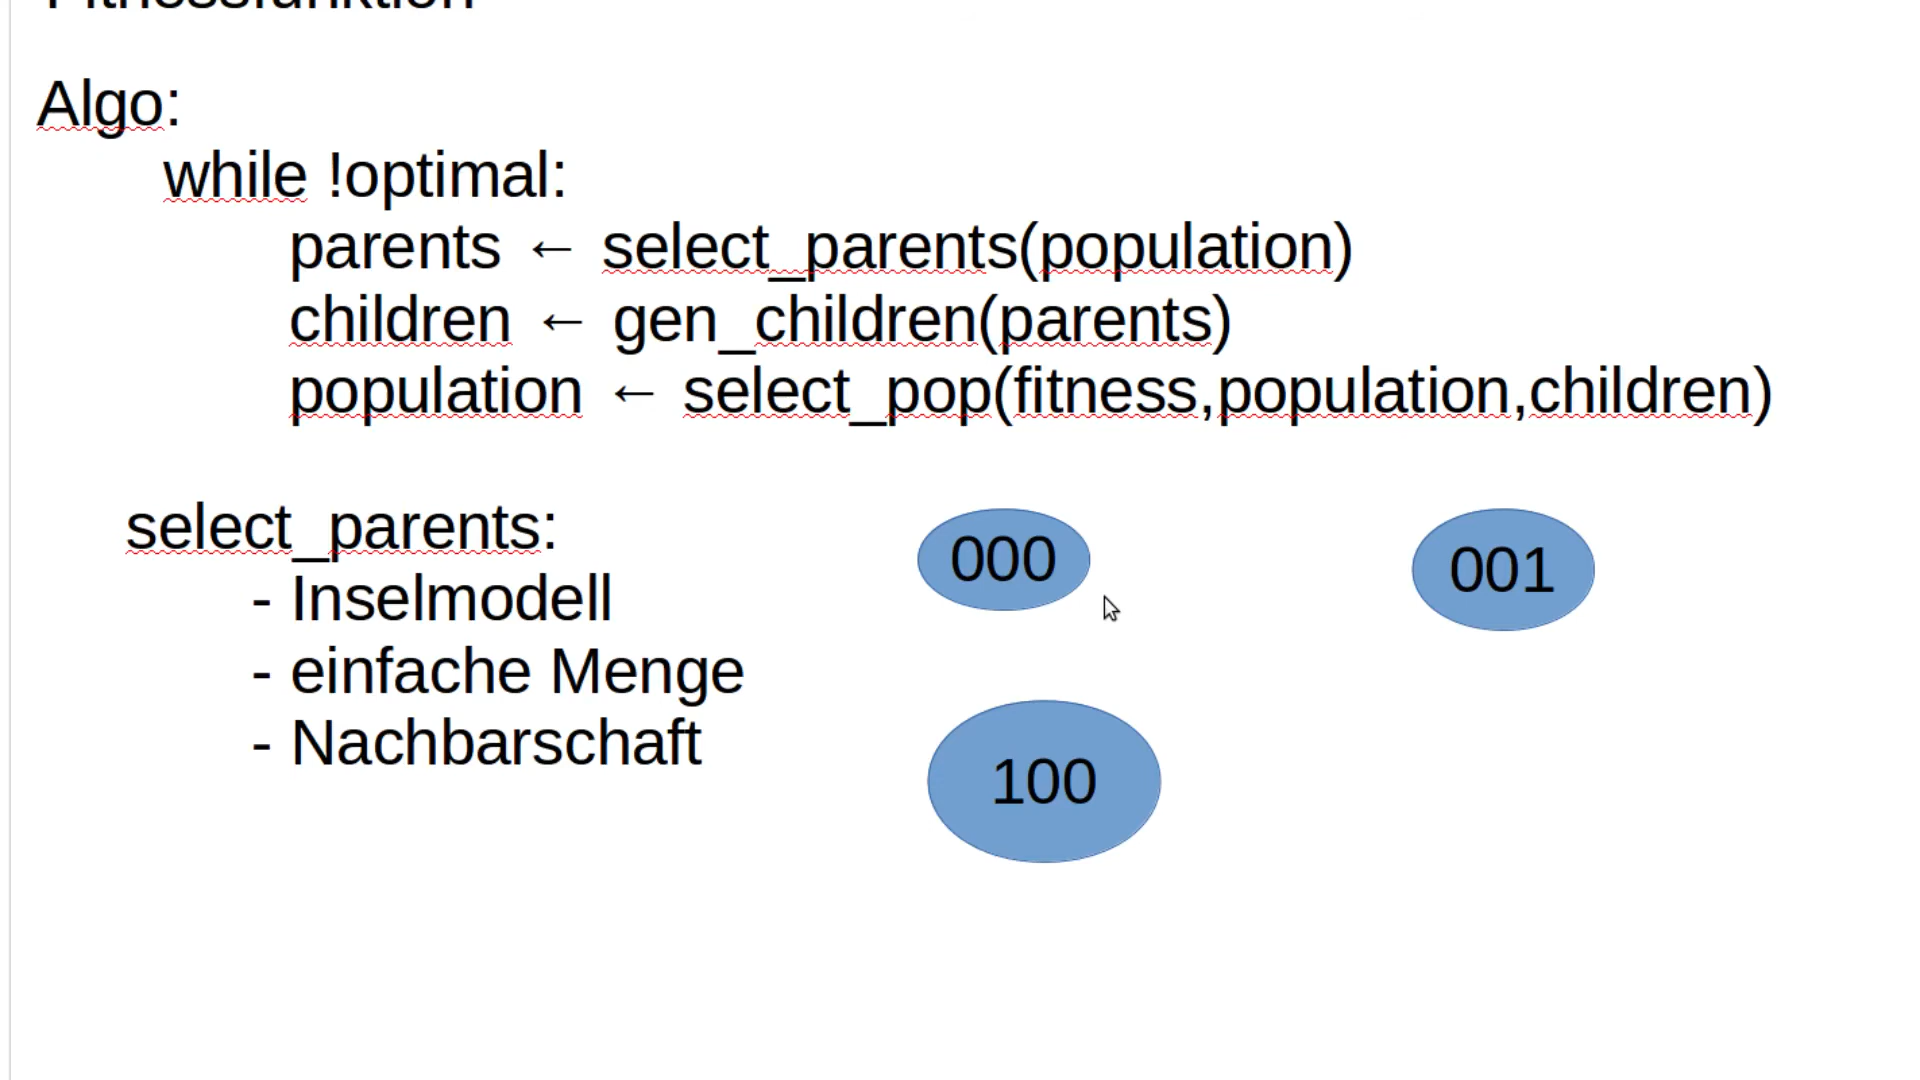 Fitnessfunktion
Algo:
while !optimal:
parents ← select_parents(population)
children ← gen_children(parents)
population ← select_pop(fitness,population,children)
select_parents:
- Inselmodell
- einfache Menge
- Nachbarschaft
000
001
100